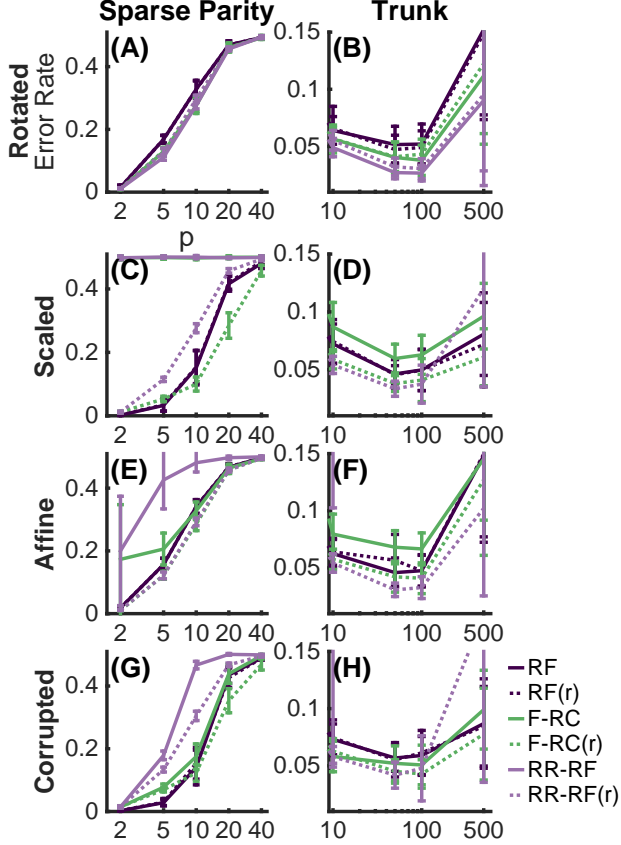 Sparse Parity Trunk
(A) (B)
Rotated
Error Rate
0.4
0.2
0
2 5 10 20 40
p
0.15
0.1
0.05
10 100 500
(C) (D)
Scaled
0.4
0.2
0
2 5 10 20 40
0.15
0.1
0.05
10 100 500
(E) (F)
Affine
0.4
0.2
0
2 5 10 20 40
0.15
0.1
0.05
10 100 500
(G) (H)
Corrupted
0.4
0.2
0
2 5 10 20 40
0.15
0.1
0.05
10 100 500
RF
RF(r)
F-RC
F-RC(r)
RR-RF
RR-RF(r)